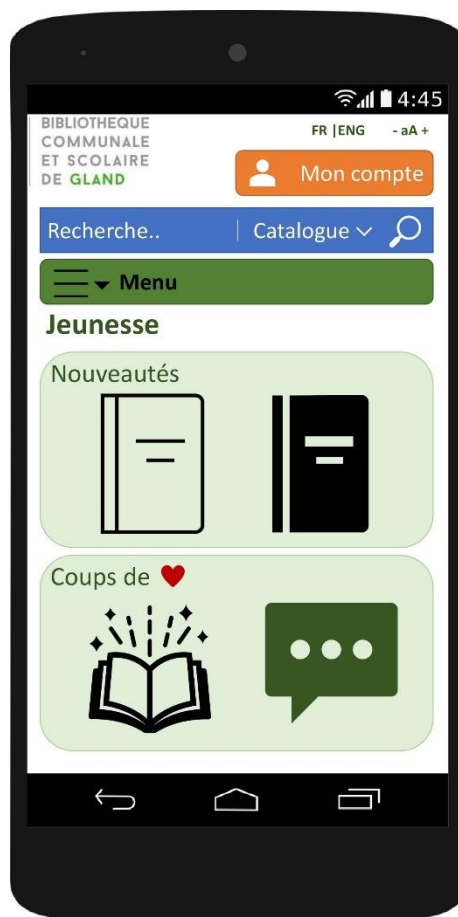 4:45
BIBLIOTHEQUE
COMMUNALE
ET SCOLAIRE
DE GLAND
FR |ENG - aA +
Mon compte
Recherche.. | Catalogue
Menu
Jeunesse
Nouveautés
Coups de